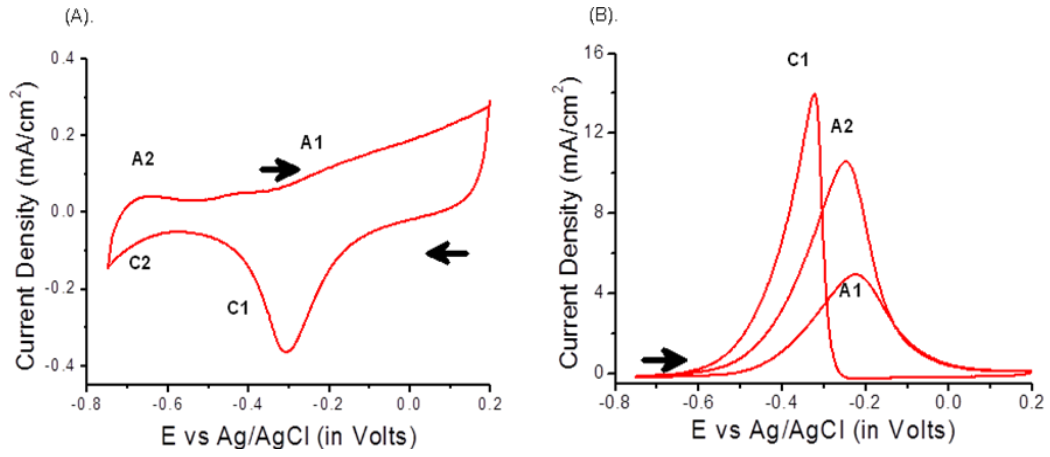 (A).
0.4
0.2
0.0
-0.2
-0.4
Current Density (mA/cm²)
A2
A1
C2
C1
-0.8 -0.6 -0.4 -0.2 0.0 0.2
E vs Ag/AgCl (in Volts)
(B).
16
12
8
4
0
Current Density (mA/cm²)
C1
A2
A1
-0.8 -0.6 -0.4 -0.2 0.0 0.2
E vs Ag/AgCl (in Volts)